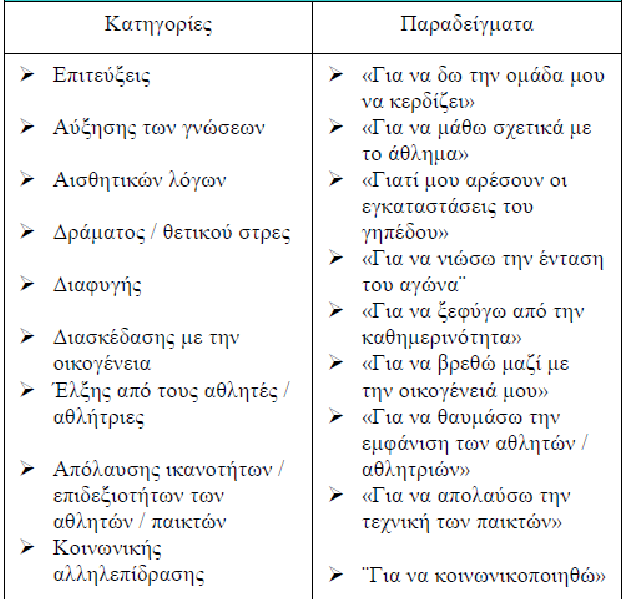 Κατηγορίες
Παραδείγματα
➢ Επιτεύξεις
➢ Αύξησης των γνώσεων
➢ Αισθητικών λόγων
➢ Δράματος / θετικού στρες
➢ Διαφυγής
➢ Διασκέδασης με την
οικογένεια
➢ Έλξης από τους αθλητές /
αθλήτριες
➢ Απόλαυσης ικανοτήτων /
επιδεξιοτήτων των
αθλητών / παικτών
➢ Κοινωνικής
αλληλεπίδρασης
➢ «Για να δω την ομάδα μου
να κερδίζει»
➢ «Για να μάθω σχετικά με
το άθλημα»
➢ «Γιατί μου αρέσουν οι
εγκαταστάσεις του
γηπέδου»
➢ «Για να νιώσω την ένταση
του αγώνα¨
➢ «Για να ξεφύγω από την
καθημερινότητα»
➢ «Για να βρεθώ μαζί με
την οικογένειά μου»
➢ «Για να θαυμάσω την
εμφάνιση των αθλητών /
αθλητριών»
➢ «Για να απολαύσω την
τεχνική των παικτών»
➢ ¨Για να κοινωνικοποιηθώ»